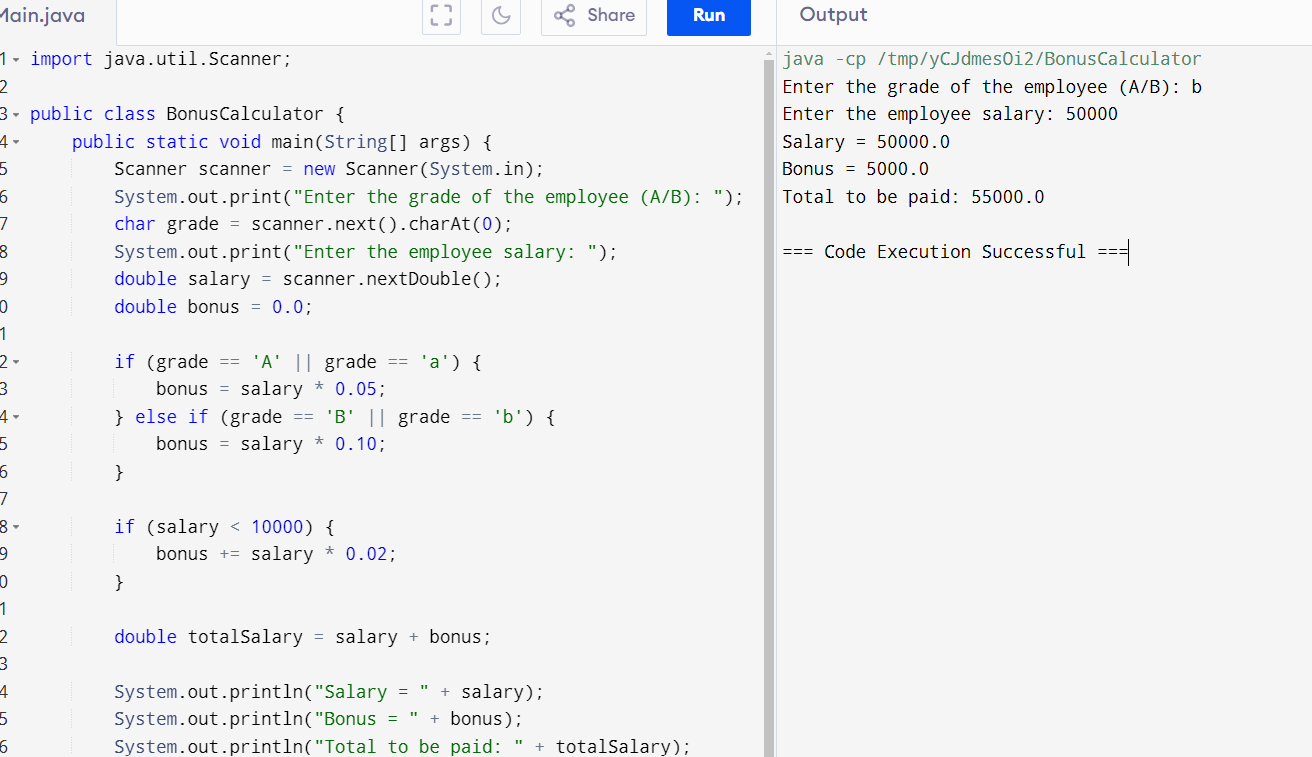 Main.java
Share
Run
Output
1 import java.util.Scanner;
2
3 public class BonusCalculator {
4 public static void main(String[] args) {
5 Scanner scanner = new Scanner(System.in);
6 System.out.print("Enter the grade of the employee (A/B): ");
7 char grade = scanner.next().charAt(0);
8 System.out.print("Enter the employee salary: ");
9 double salary = scanner.nextDouble();
0 double bonus = 0.0;
1
2 if (grade == 'A' || grade == 'a') {
3 bonus = salary * 0.05;
4 } else if (grade == 'B' || grade == 'b') {
5 bonus = salary * 0.10;
6 }
7
8 if (salary < 10000) {
9 bonus += salary * 0.02;
0 }
1
2 double totalSalary = salary + bonus;
3
4 System.out.println("Salary = " + salary);
5 System.out.println("Bonus = " + bonus);
6 System.out.println("Total to be paid: " + totalSalary);
java -cp /tmp/yCJdmesOi2/BonusCalculator
Enter the grade of the employee (A/B): b
Enter the employee salary: 50000
Salary = 50000.0
Bonus = 5000.0
Total to be paid: 55000.0
=== Code Execution Successful ===